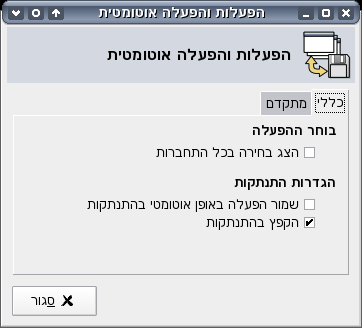 הפעלות והפעלה אוטומטית
הפעלות והפעלה אוטומטית
כללי מתקדם
בוחר ההפעלה
הצג בחירה בכל התחברות
הגדרות התנתקות
שמור הפעלה באופן אוטומטי בהתנתקות
הקפץ בהתנתקות
סגור